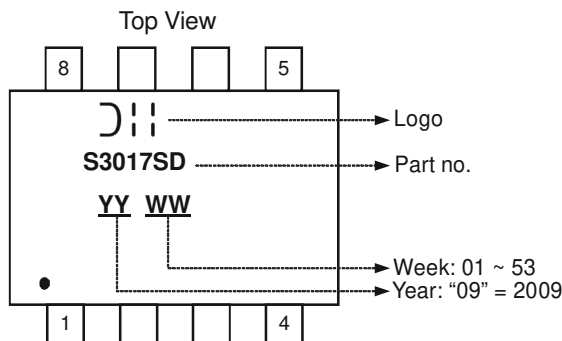 Top View
8 5
Logo
S3017SD Part no.
YY WW
Week: 01 ~ 53
Year: “09” = 2009
1 4